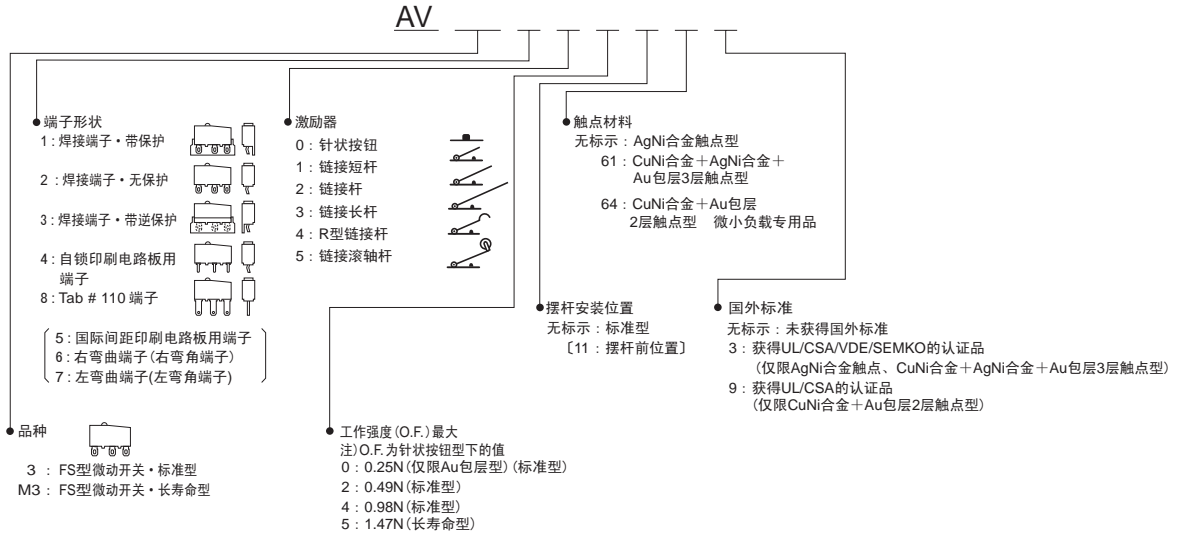 AV
端子形状
1 : 焊接端子・带保护
2 : 焊接端子・无保护
3 : 焊接端子・带逆保护
4 : 自锁印刷电路板用
端子
8 : Tab # 110 端子
5 : 国际间距印刷电路板用端子
6 : 右弯曲端子(右弯角端子)
7 : 左弯曲端子(左弯角端子)
品种
3 : FS型微动开关・标准型
M3 : FS型微动开关・长寿命型
激励器
0 : 针状按钮
1 : 链接短杆
2 : 链接杆
3 : 链接长杆
4 : R型链接杆
5 : 链接滚轴杆
工作强度(O.F.)最大
注)O.F.为针状按钮型下的值
0 : 0.25N(仅限Au包层型)(标准型)
2 : 0.49N(标准型)
4 : 0.98N(标准型)
5 : 1.47N(长寿命型)
触点材料
无标示 : AgNi合金触点型
61 : CuNi合金+AgNi合金+
Au包层3层触点型
64 : CuNi合金+Au包层
2层触点型 微小负载专用品
摆杆安装位置
无标示 : 标准型
〔11 : 摆杆前位置〕
国外标准
无标示 : 未获得国外标准
3 : 获得UL/CSA/VDE/SEMKO的认证品
(仅限AgNi合金触点、CuNi合金+AgNi合金+Au包层3层触点型)
9 : 获得UL/CSA的认证品
(仅限CuNi合金+Au包层2层触点型)